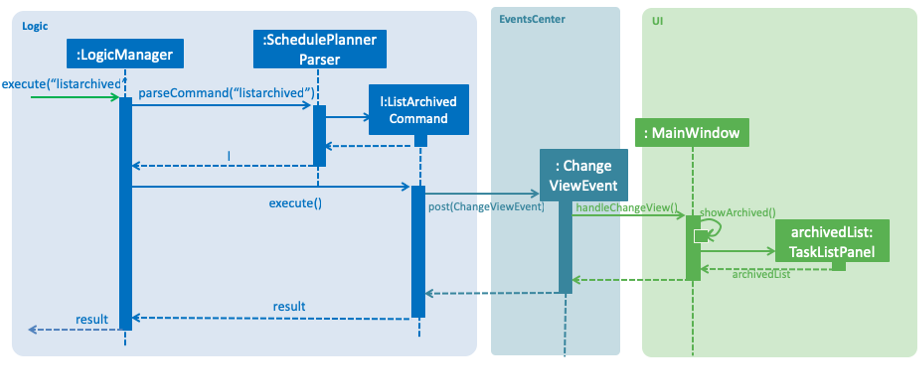 Logic
EventsCenter
UI
:LogicManager
:SchedulePlanner
Parser
execute("listarchived"
parseCommand("listarchived")
l:ListArchived
Command
l
execute()
post(ChangeViewEvent)
: Change
ViewEvent
handleChangeView()
: MainWindow
showArchived()
archivedList:
TaskListPanel
archivedList
result
result